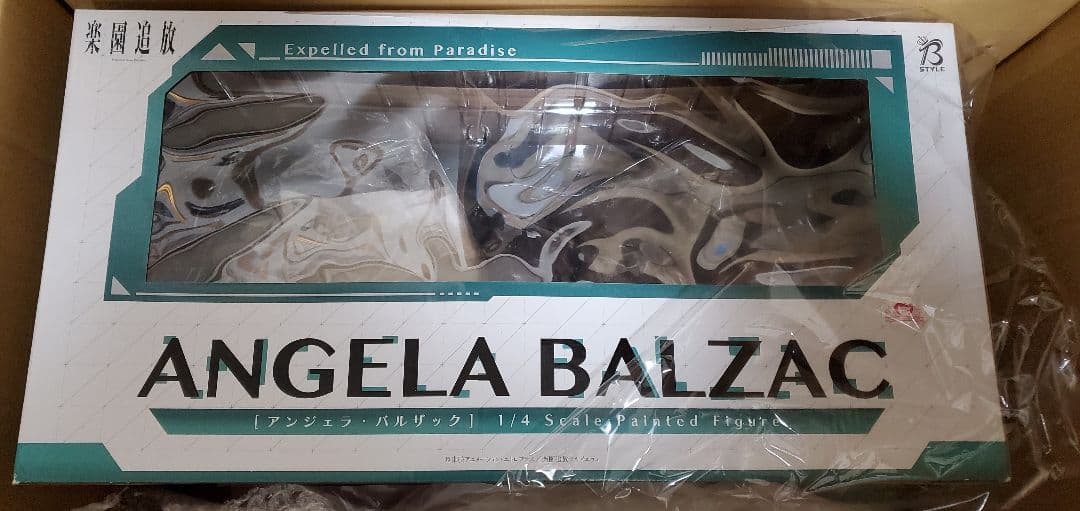 楽園追放
Expelled from Paradise
B
STYLE
ANGELA BALZAC
[アンジェラ・バルザック] 1/4 Scale Painted Figure